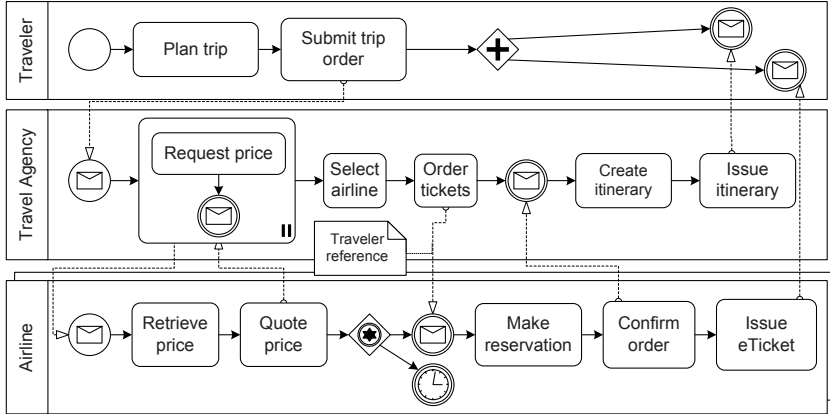 Traveler
Plan trip
Submit trip
order
Travel Agency
Request price
Select
airline
Order
tickets
Create
itinerary
Issue
itinerary
Traveler
reference
Airline
Retrieve
price
Quote
price
Make
reservation
Confirm
order
Issue
eTicket